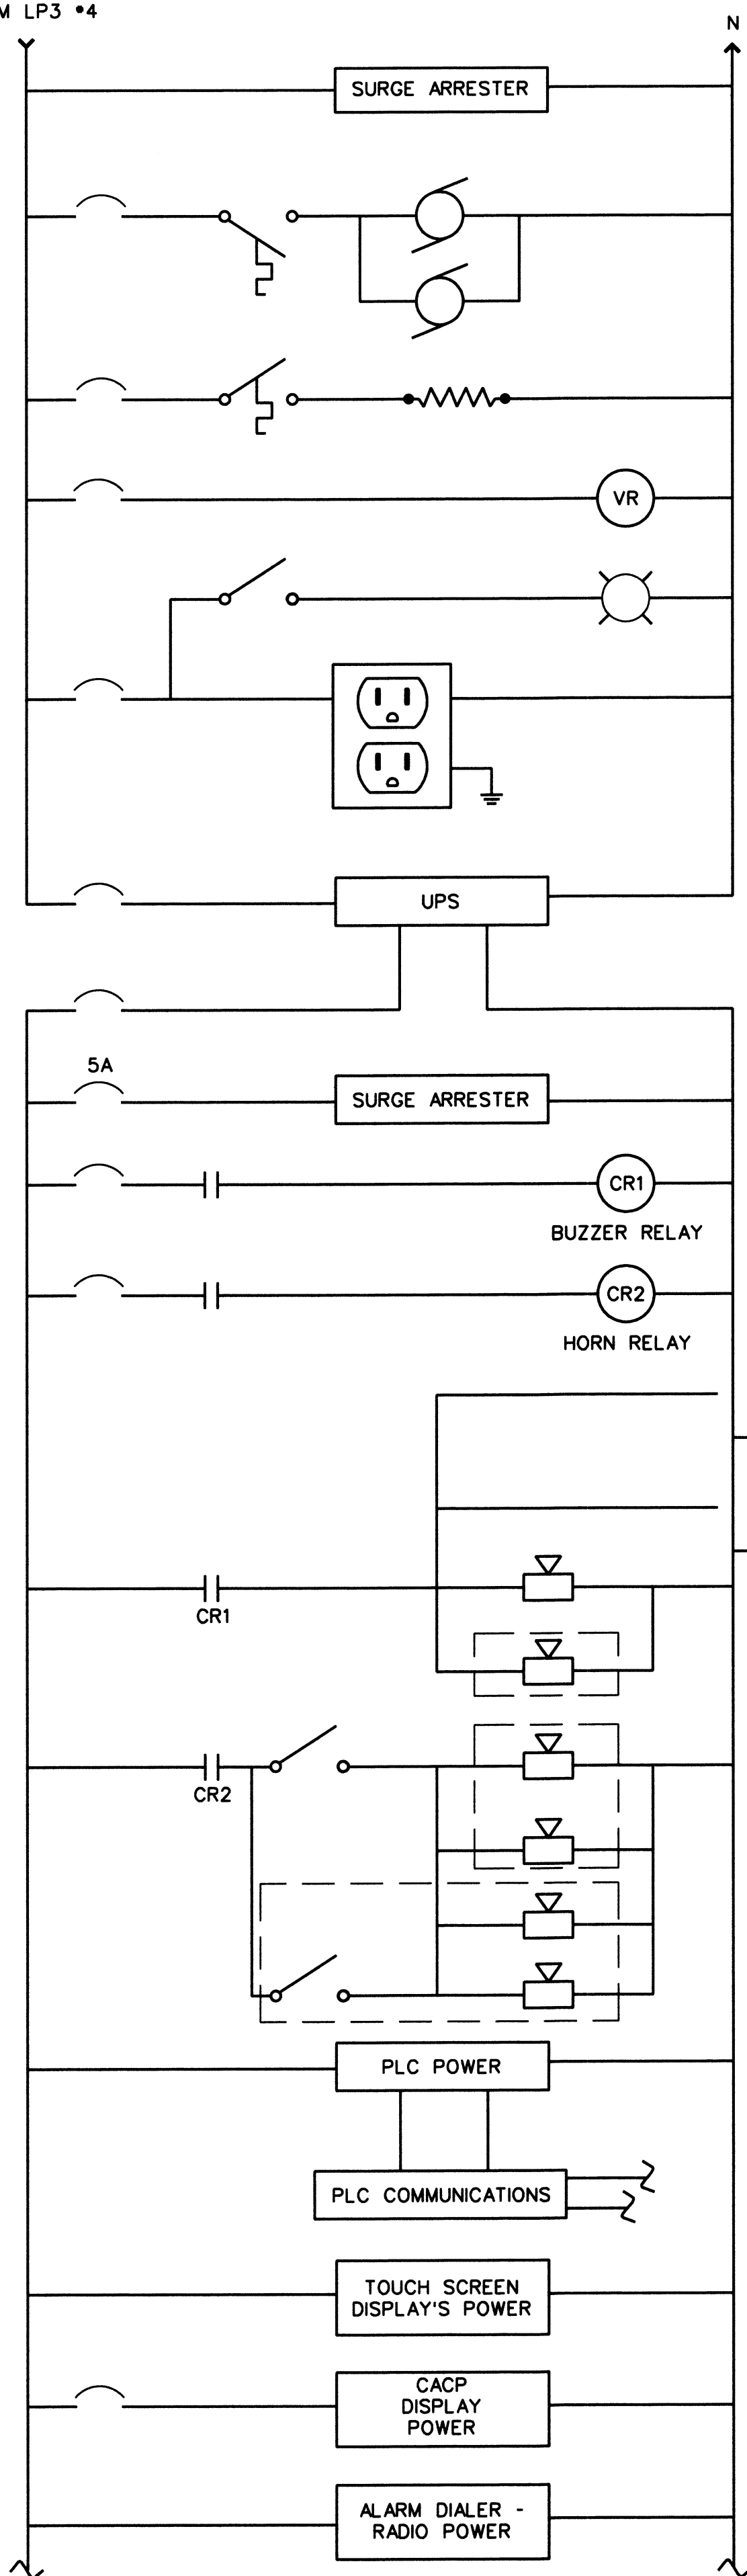 M LP3 *4
N
SURGE ARRESTER
VR
UPS
5A
SURGE ARRESTER
CR1
BUZZER RELAY
CR2
HORN RELAY
CR1
CR2
PLC POWER
PLC COMMUNICATIONS
TOUCH SCREEN
DISPLAY'S POWER
CACP
DISPLAY
POWER
ALARM DIALER -
RADIO POWER